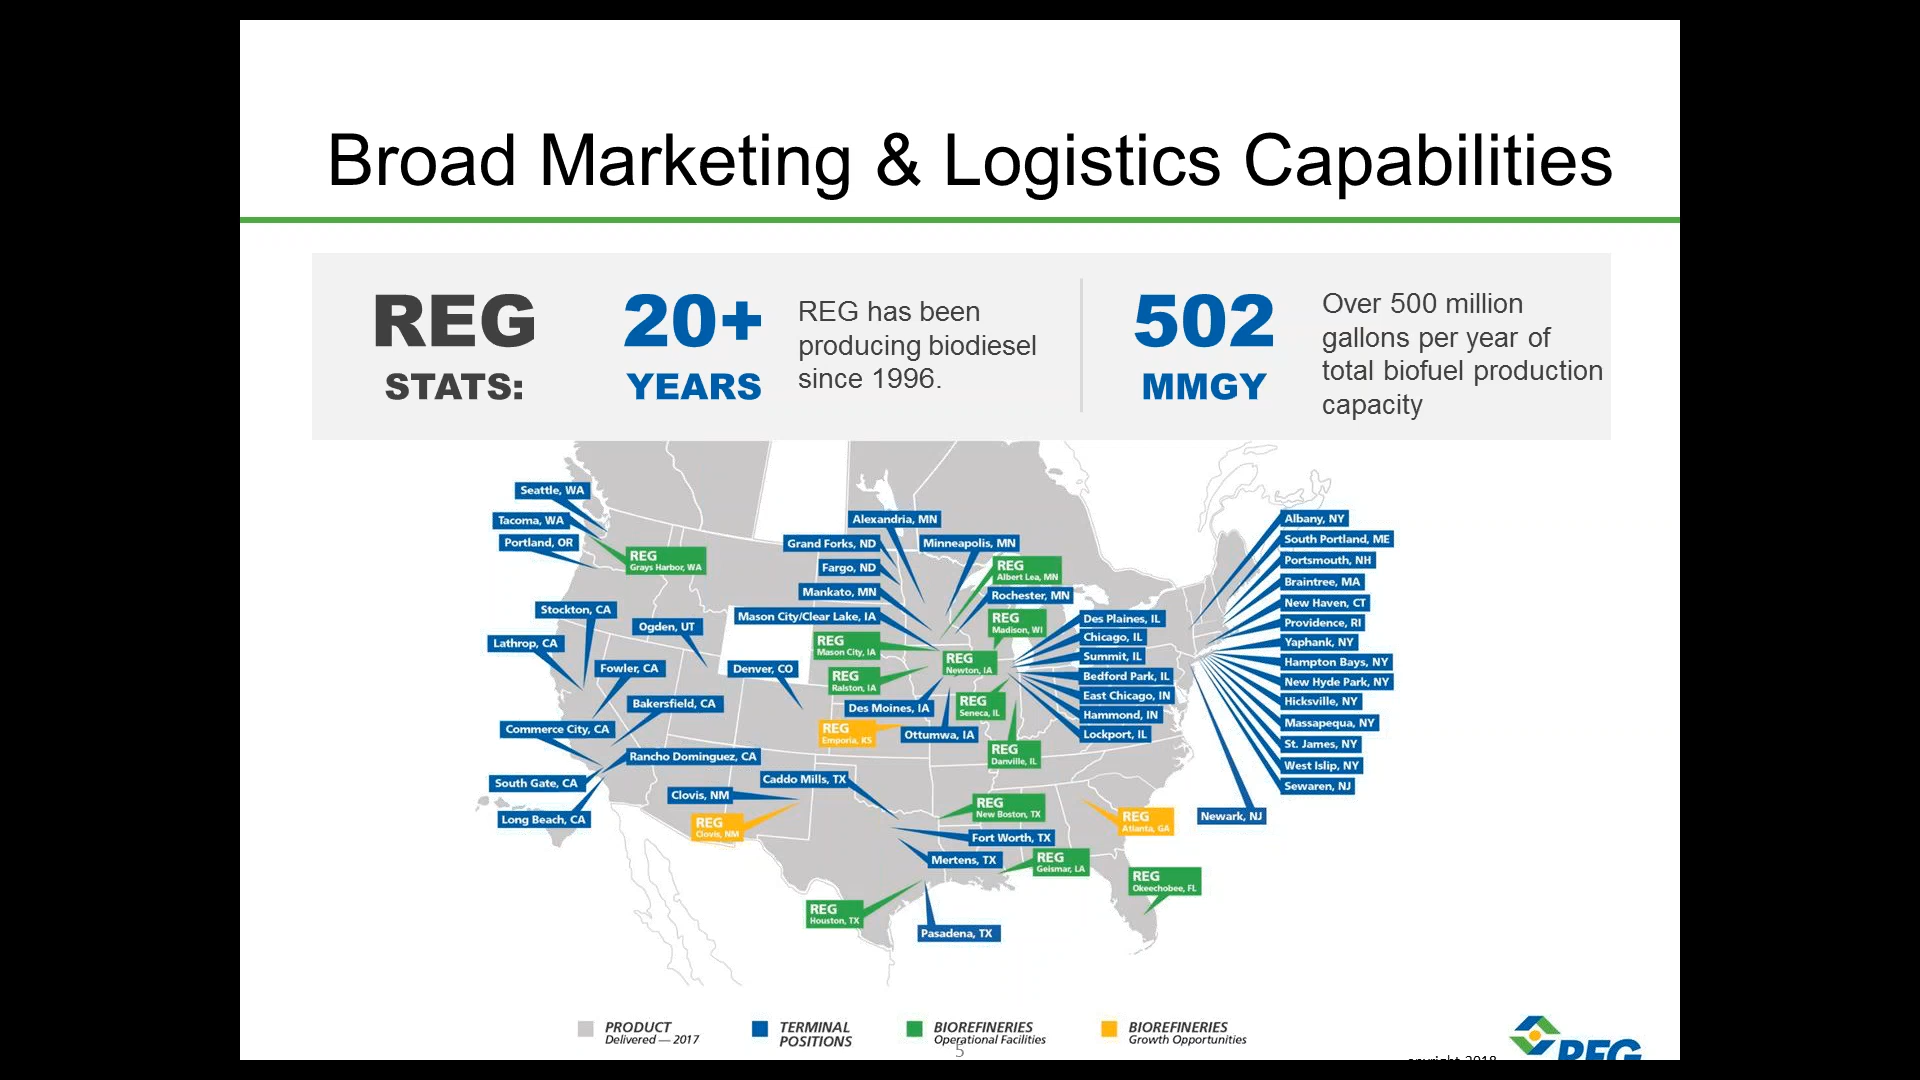 Broad Marketing & Logistics Capabilities
REG
STATS:
20+
YEARS
REG has been
producing biodiesel
since 1996.
502
MMGY
Over 500 million
gallons per year of
total biofuel production
capacity
Seattle, WA
Tacoma, WA
Portland, OR
REG
Grays Harbor, WA
Stockton, CA
Ogden, UT
Lathrop, CA
Fowler, CA
Denver, CO
Bakersfield, CA
Commerce City, CA
Rancho Dominguez, CA
South Gate, CA
Long Beach, CA
Alexandria, MN
Grand Forks, ND
Minneapolis, MN
Fargo, ND
REG
Albert Lea, MN
Mankato, MN
Rochester, MN
Mason City/Clear Lake, IA
REG
Madison, WI
REG
Mason City, IA
REG
Newton, IA
REG
Ralston, IA
Des Moines, IA
REG
Seneca, IL
REG
Emporia, KS
Ottumwa, IA
REG
Danville, IL
Des Plaines, IL
Chicago, IL
Summit, IL
Bedford Park, IL
East Chicago, IN
Hammond, IN
Lockport, IL
Caddo Mills, TX
Clovis, NM
REG
Clovis, NM
REG
New Boston, TX
Fort Worth, TX
Mertens, TX
REG
Geismar, LA
REG
Atlanta, GA
REG
Okeechobee, FL
REG
Houston, TX
Pasadena, TX
Albany, NY
South Portland, ME
Portsmouth, NH
Braintree, MA
New Haven, CT
Providence, RI
Yaphank, NY
Hampton Bays, NY
New Hyde Park, NY
Hicksville, NY
Massapequa, NY
St. James, NY
West Islip, NY
Sewaren, NJ
Newark, NJ
PRODUCT
Delivered — 2017
TERMINAL
POSITIONS
BIOREFINERIES
Operational Facilities
BIOREFINERIES
Growth Opportunities
5
2018
REG